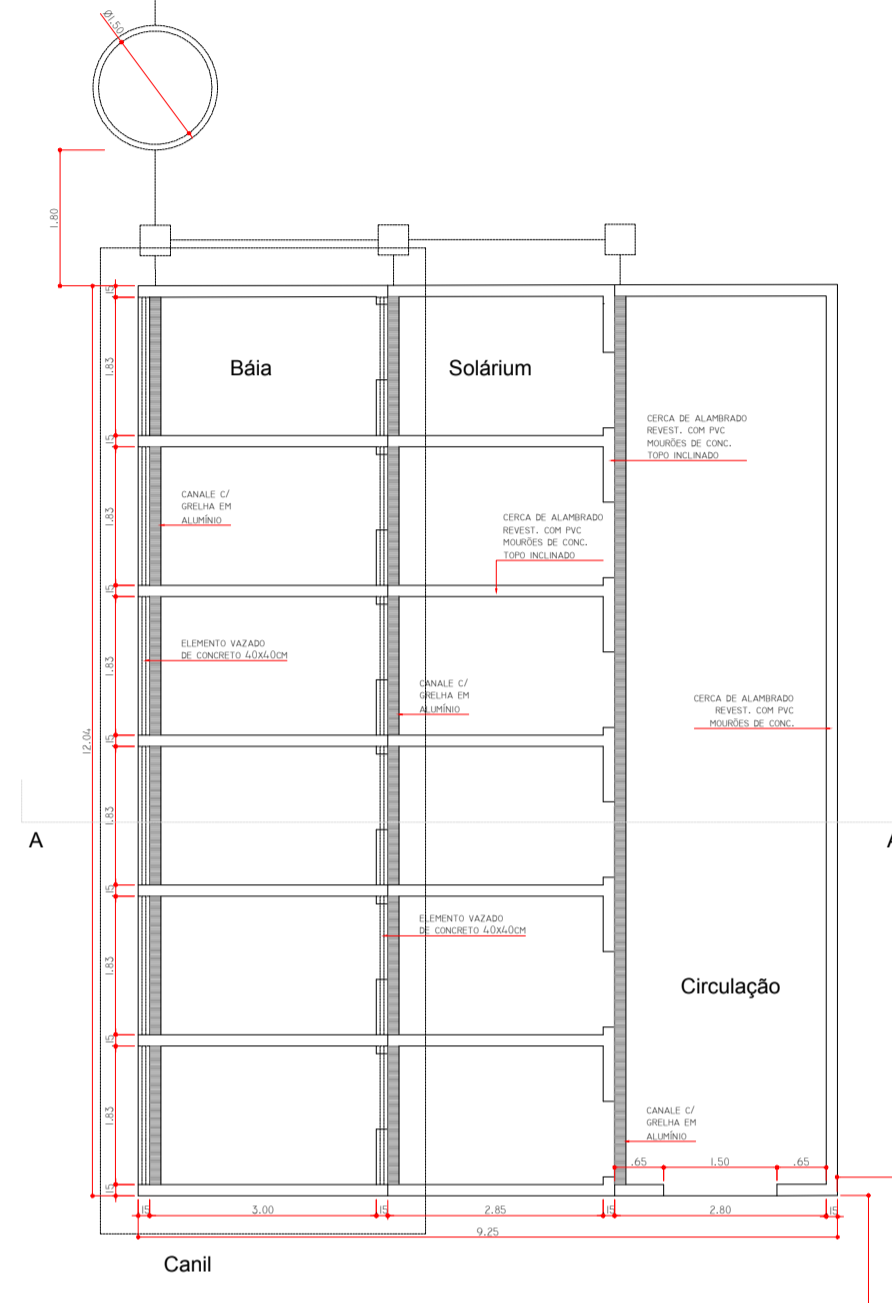 Ø1.50
1.80
15
Báia
Solárium
1.83
CERCA DE ALAMBRADO
REVEST. COM PVC
MOURÕES DE CONC.
TOPO INCLINADO
15
CANALE C/
GRELHA EM
ALUMÍNIO
1.83
CERCA DE ALAMBRADO
REVEST. COM PVC
MOURÕES DE CONC.
TOPO INCLINADO
15
ELEMENTO VAZADO
DE CONCRETO 40X40CM
1.83
CANALE C/
GRELHA EM
ALUMÍNIO
CERCA DE ALAMBRADO
REVEST. COM PVC
MOURÕES DE CONC.
12.04
15
1.83
A
A
15
ELEMENTO VAZADO
DE CONCRETO 40X40CM
1.83
Circulação
15
1.83
CANALE C/
GRELHA EM
ALUMÍNIO
.65 1.50 .65
15
15 3.00 15 2.85 15 2.80 15
9.25
Canil